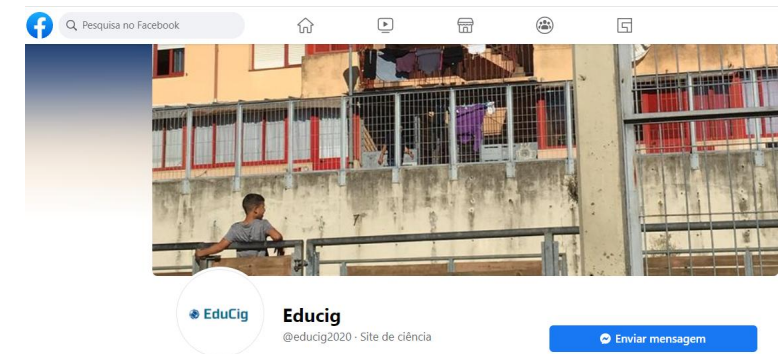 Pesquisa no Facebook
EduCig
Educig
@educig2020 · Site de ciência
Enviar mensagem